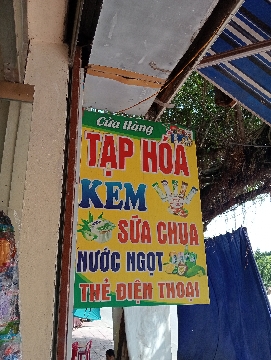 Cửa Hàng
TẠP HÓA
KEM
SỮA CHUA
NƯỚC NGỌT
THẺ ĐIỆN THOẠI